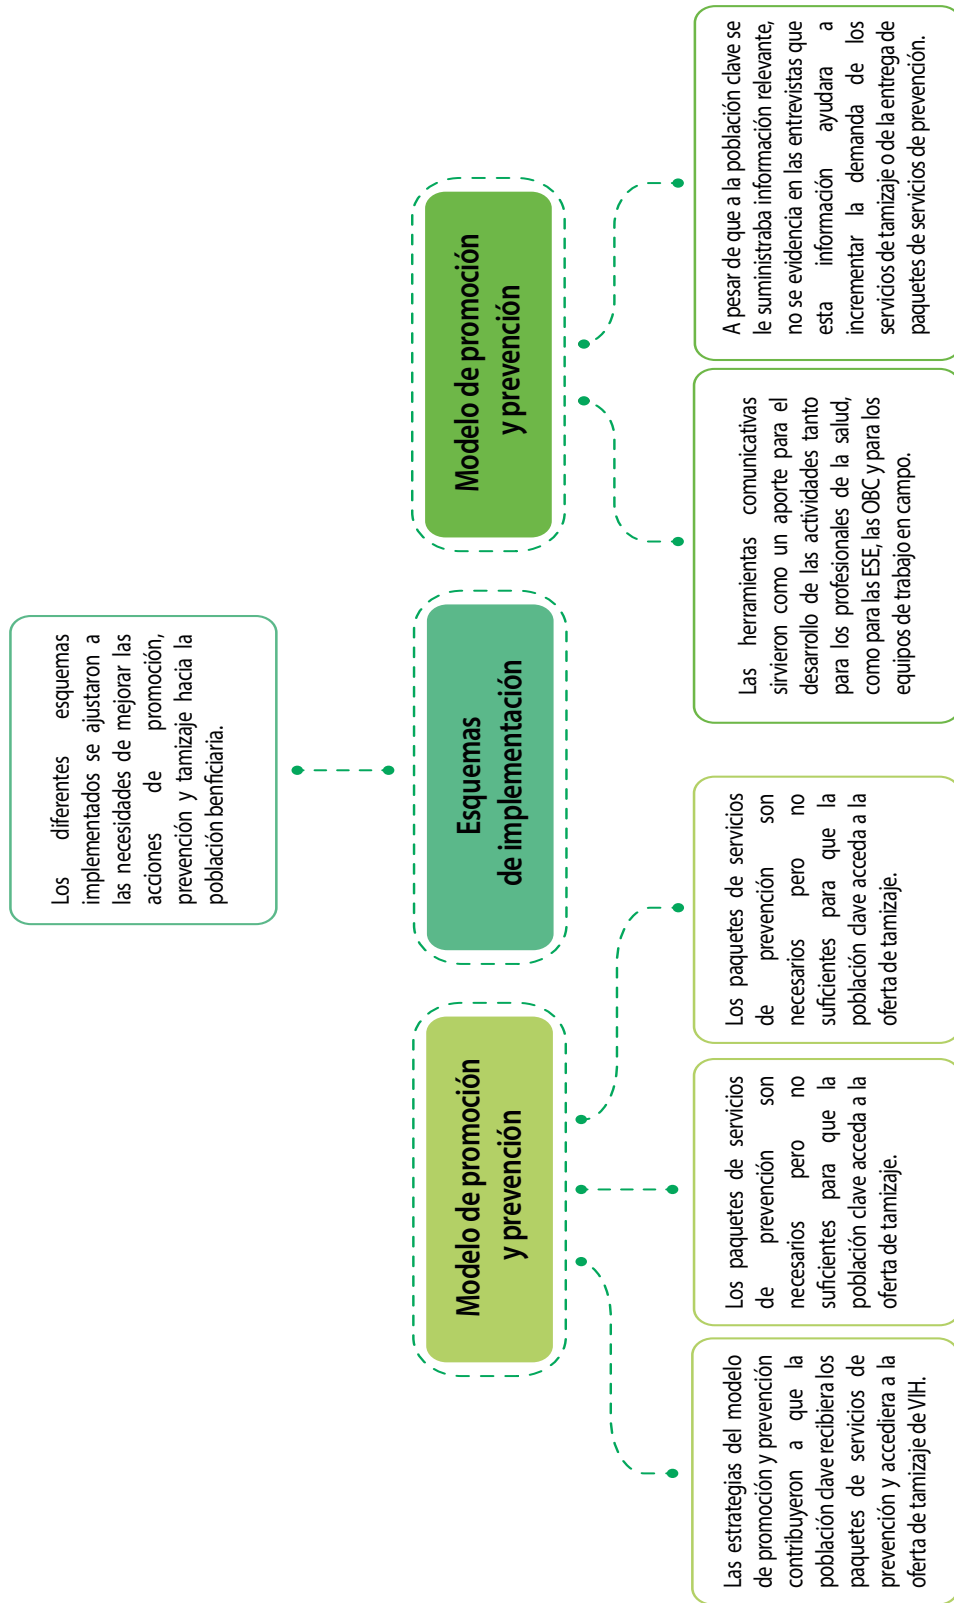 Los diferentes esquemas
implementados se ajustaron a
las necesidades de mejorar las
acciones de promoción,
prevención y tamizaje hacia la
población benficiaria.
Modelo de promoción
y prevención
Esquemas
de implementación
Modelo de promoción
y prevención
Las estrategias del modelo
de promoción y prevención
contribuyeron a que la
población clave recibiera los
paquetes de servicios de
prevención y accediera a la
oferta de tamizaje de VIH.
Los paquetes de servicios
de prevención son
necesarios pero no
suficientes para que la
población clave acceda a la
oferta de tamizaje.
Los paquetes de servicios
de prevención son
necesarios pero no
suficientes para que la
población clave acceda a la
oferta de tamizaje.
Las herramientas comunicativas
sirvieron como un aporte para el
desarrollo de las actividades tanto
para los profesionales de la salud,
como para las ESE, las OBC y para los
equipos de trabajo en campo.
A pesar de que a la población clave se
le suministraba información relevante,
no se evidencia en las entrevistas que
esta información ayudara a
incrementar la demanda de los
servicios de tamizaje o de la entrega de
paquetes de servicios de prevención.